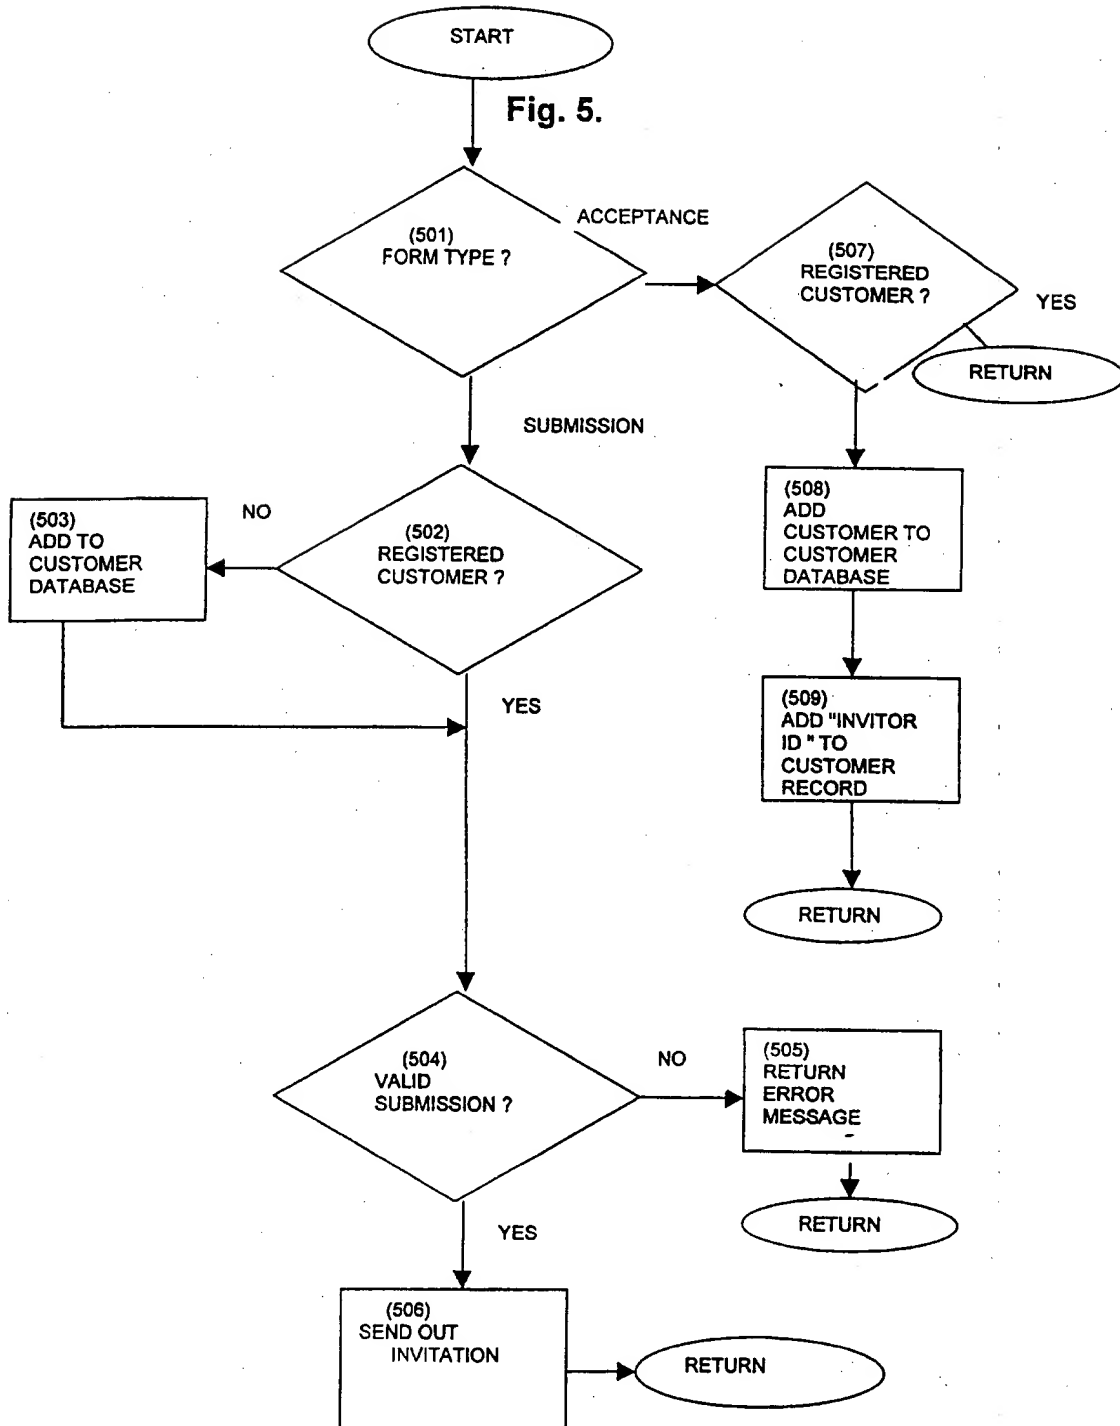 START
Fig. 5.
(501)
FORM TYPE ?
ACCEPTANCE
(507)
REGISTERED
CUSTOMER ?
YES
RETURN
SUBMISSION
(502)
REGISTERED
CUSTOMER ?
NO
(503)
ADD TO
CUSTOMER
DATABASE
YES
(508)
ADD
CUSTOMER TO
CUSTOMER
DATABASE
(509)
ADD "INVITOR
ID " TO
CUSTOMER
RECORD
RETURN
(504)
VALID
SUBMISSION ?
NO
(505)
RETURN
ERROR
MESSAGE
RETURN
YES
(506)
SEND OUT
INVITATION
RETURN